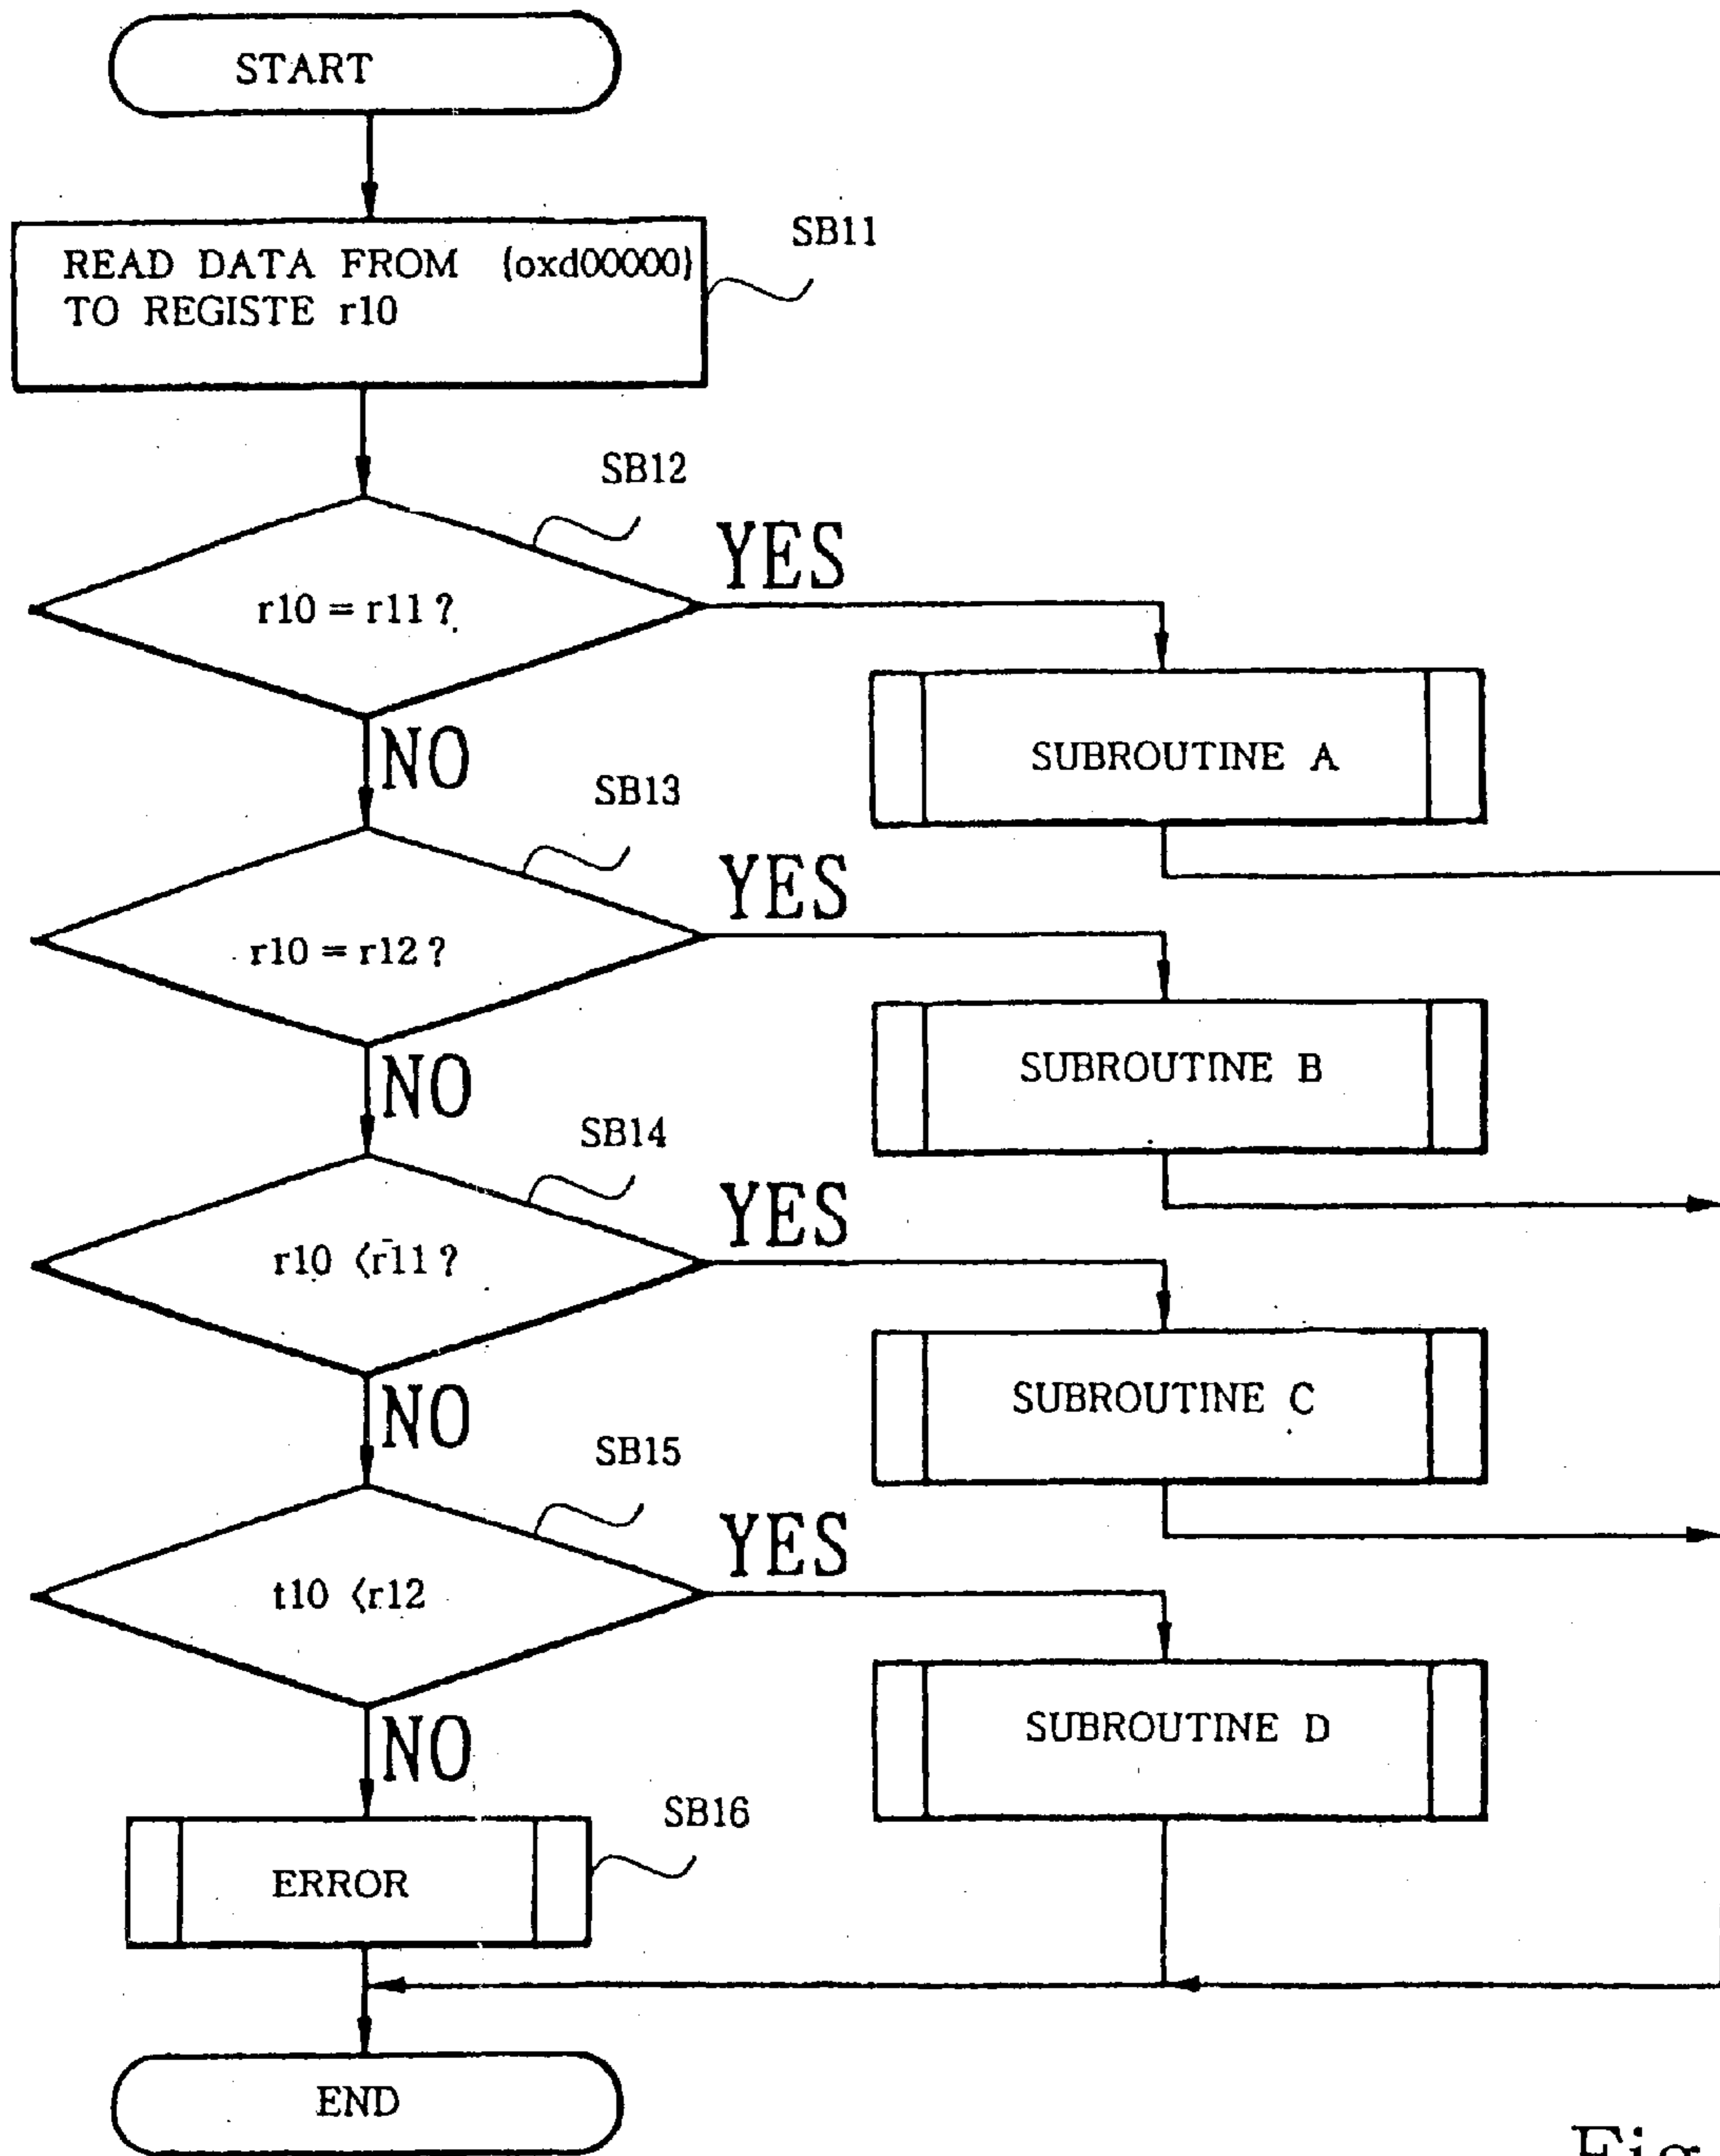 START
READ DATA FROM (oxd00000)
TO REGISTE r10
SB11
SB12
r10 = r11 ?
YES
NO
SUBROUTINE A
SB13
r10 = r12 ?
YES
NO
SUBROUTINE B
SB14
r10 < r11 ?
YES
NO
SUBROUTINE C
SB15
t10 < r12
YES
NO
SUBROUTINE D
SB16
ERROR
END
Fig